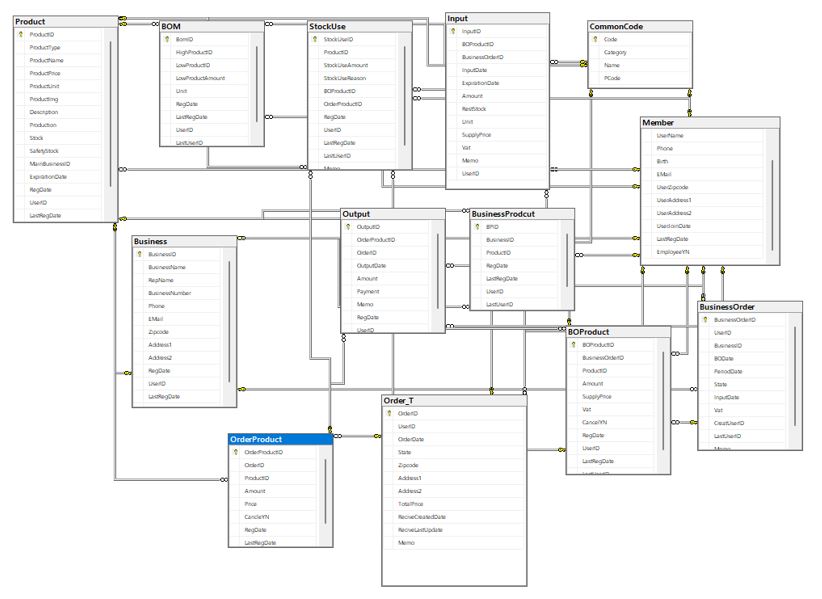 Product
ProductID
ProductType
ProductName
ProductPrice
ProductUnit
ProductImg
Description
Production
Stock
SafetyStock
MainBusinessID
ExpirationDate
RegDate
UserID
LastRegDate
BOM
BomID
HighProductID
LowProductID
LowProductAmount
Unit
RegDate
LastRegDate
UserID
LastUserID
StockUse
StockUseID
ProductID
StockUseAmount
StockUseReason
BOProductID
OrderProductID
RegDate
UserID
LastRegDate
LastUserID
Memo
Input
InputID
BOProductID
BusinessOrderID
InputDate
ExpirationDate
Amount
RestStock
Unit
SupplyPrice
Vat
Memo
UserID
CommonCode
Code
Category
Name
PCode
Member
UserName
Phone
Birth
EMail
UserZipcode
UserAddress1
UserAddress2
UserJoinDate
LastRegDate
EmployeeYN
Business
BusinessID
BusinessName
RepName
BusinessNumber
Phone
EMail
Zipcode
Address1
Address2
RegDate
UserID
LastRegDate
Output
OutputID
OrderProductID
OrderID
OutputDate
Amount
Payment
Memo
RegDate
UserID
BusinessProdcut
BPID
BusinessID
ProductID
RegDate
LastRegDate
UserID
LastUserID
BOProduct
BOProductID
BusinessOrderID
ProductID
Amount
SupplyPrice
Vat
CancelYN
RegDate
UserID
LastRegDate
LastUserID
BusinessOrder
BusinessOrderID
UserID
BusinessID
BODate
PeriodDate
State
InputDate
Vat
CreatUserID
LastUserID
Memo
OrderProduct
OrderProductID
OrderID
ProductID
Amount
Price
CancleYN
RegDate
LastRegDate
Order_T
OrderID
UserID
OrderDate
State
Zipcode
Address1
Address2
TotalPrice
ReciveCreatedDate
ReciveLastUpdate
Memo